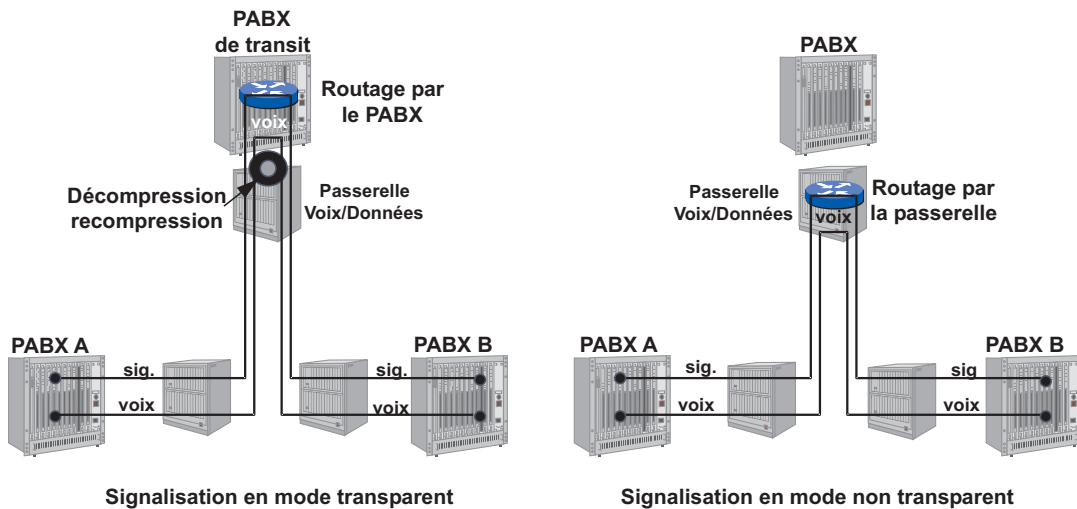 PABX
de transit
Routage par
le PABX
voix
Décompression
recompression
Passerelle
Voix/Données
PABX A
PABX B
sig.
sig.
voix
voix
Signalisation en mode transparent
PABX
Passerelle
Voix/Données
Routage par
la passerelle
voix
PABX A
PABX B
sig.
sig
voix
voix
Signalisation en mode non transparent